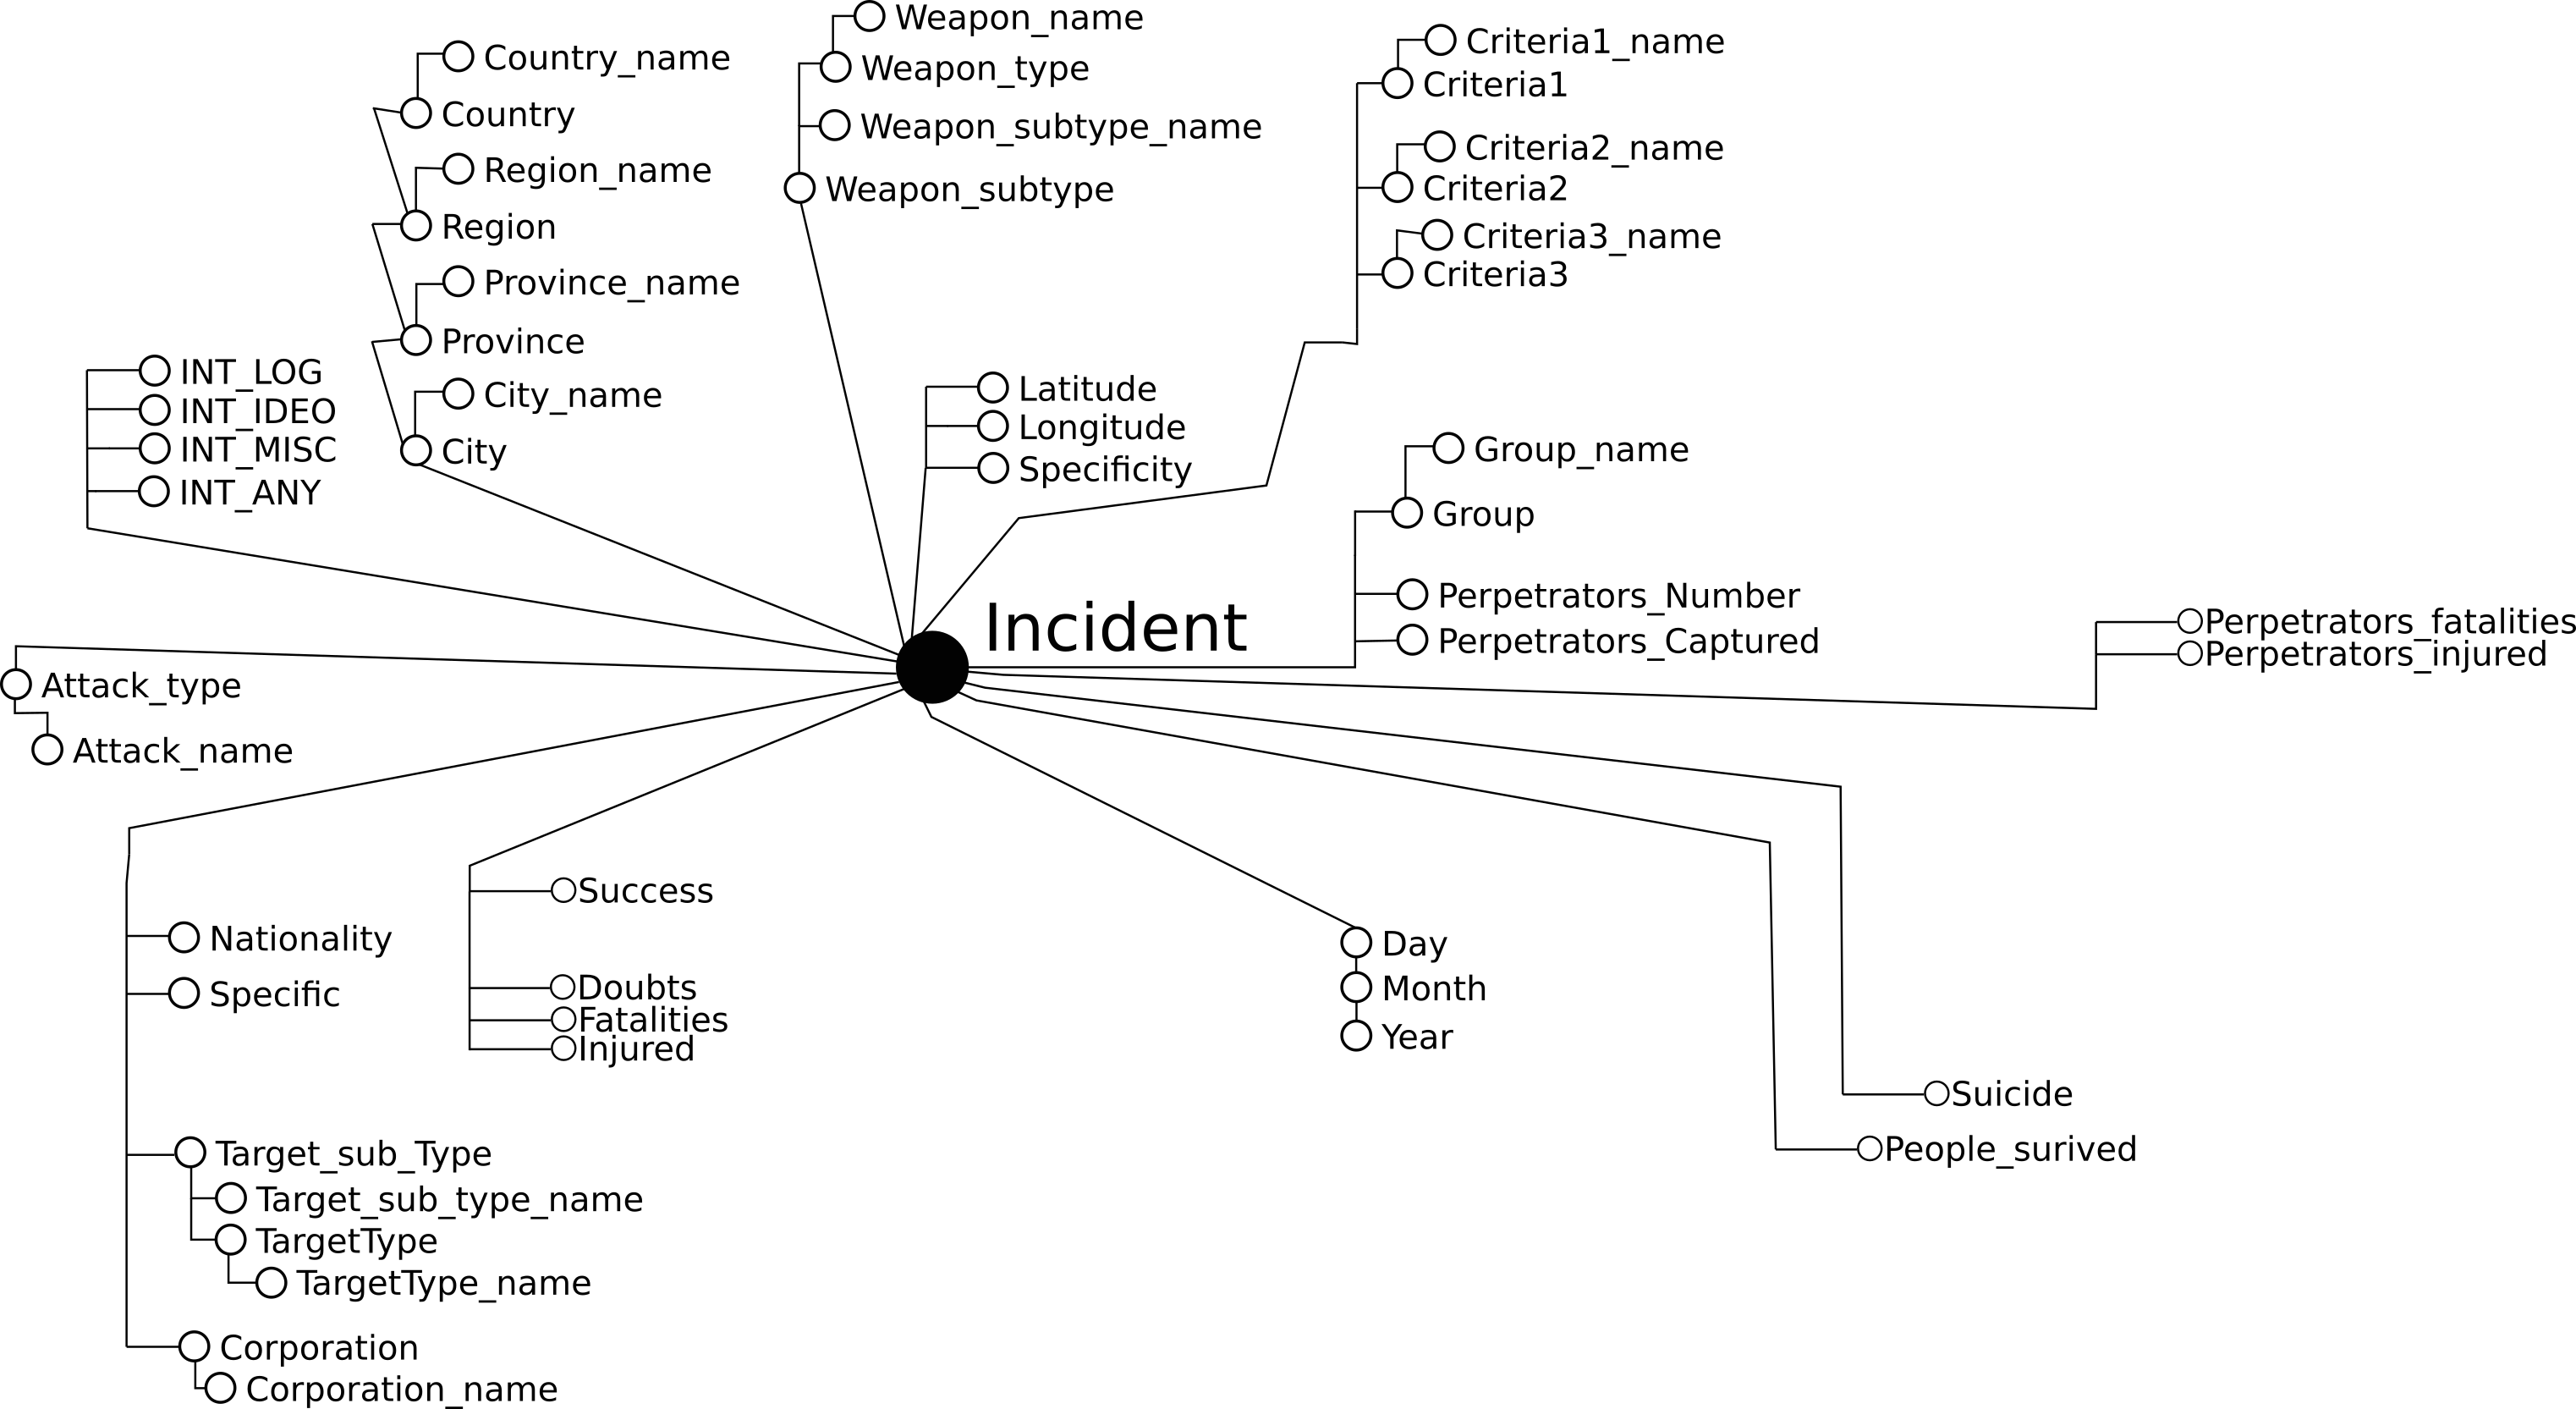 Weapon_name
Country_name
Weapon_type
Criteria1_name
Criteria1
Country
Weapon_subtype_name
Criteria2_name
Region_name
Weapon_subtype
Criteria2
Region
Criteria3_name
Criteria3
Province_name
Province
INT_LOG
INT_IDEO
INT_MISC
INT_ANY
City_name
City
Latitude
Longitude
Specificity
Group_name
Group
Incident
Perpetrators_Number
Perpetrators_Captured
Perpetrators_fatalities
Perpetrators_injured
Attack_type
Attack_name
Nationality
Specific
Success
Doubts
Fatalities
Injured
Day
Month
Year
Suicide
People_surived
Target_sub_Type
Target_sub_type_name
TargetType
TargetType_name
Corporation
Corporation_name